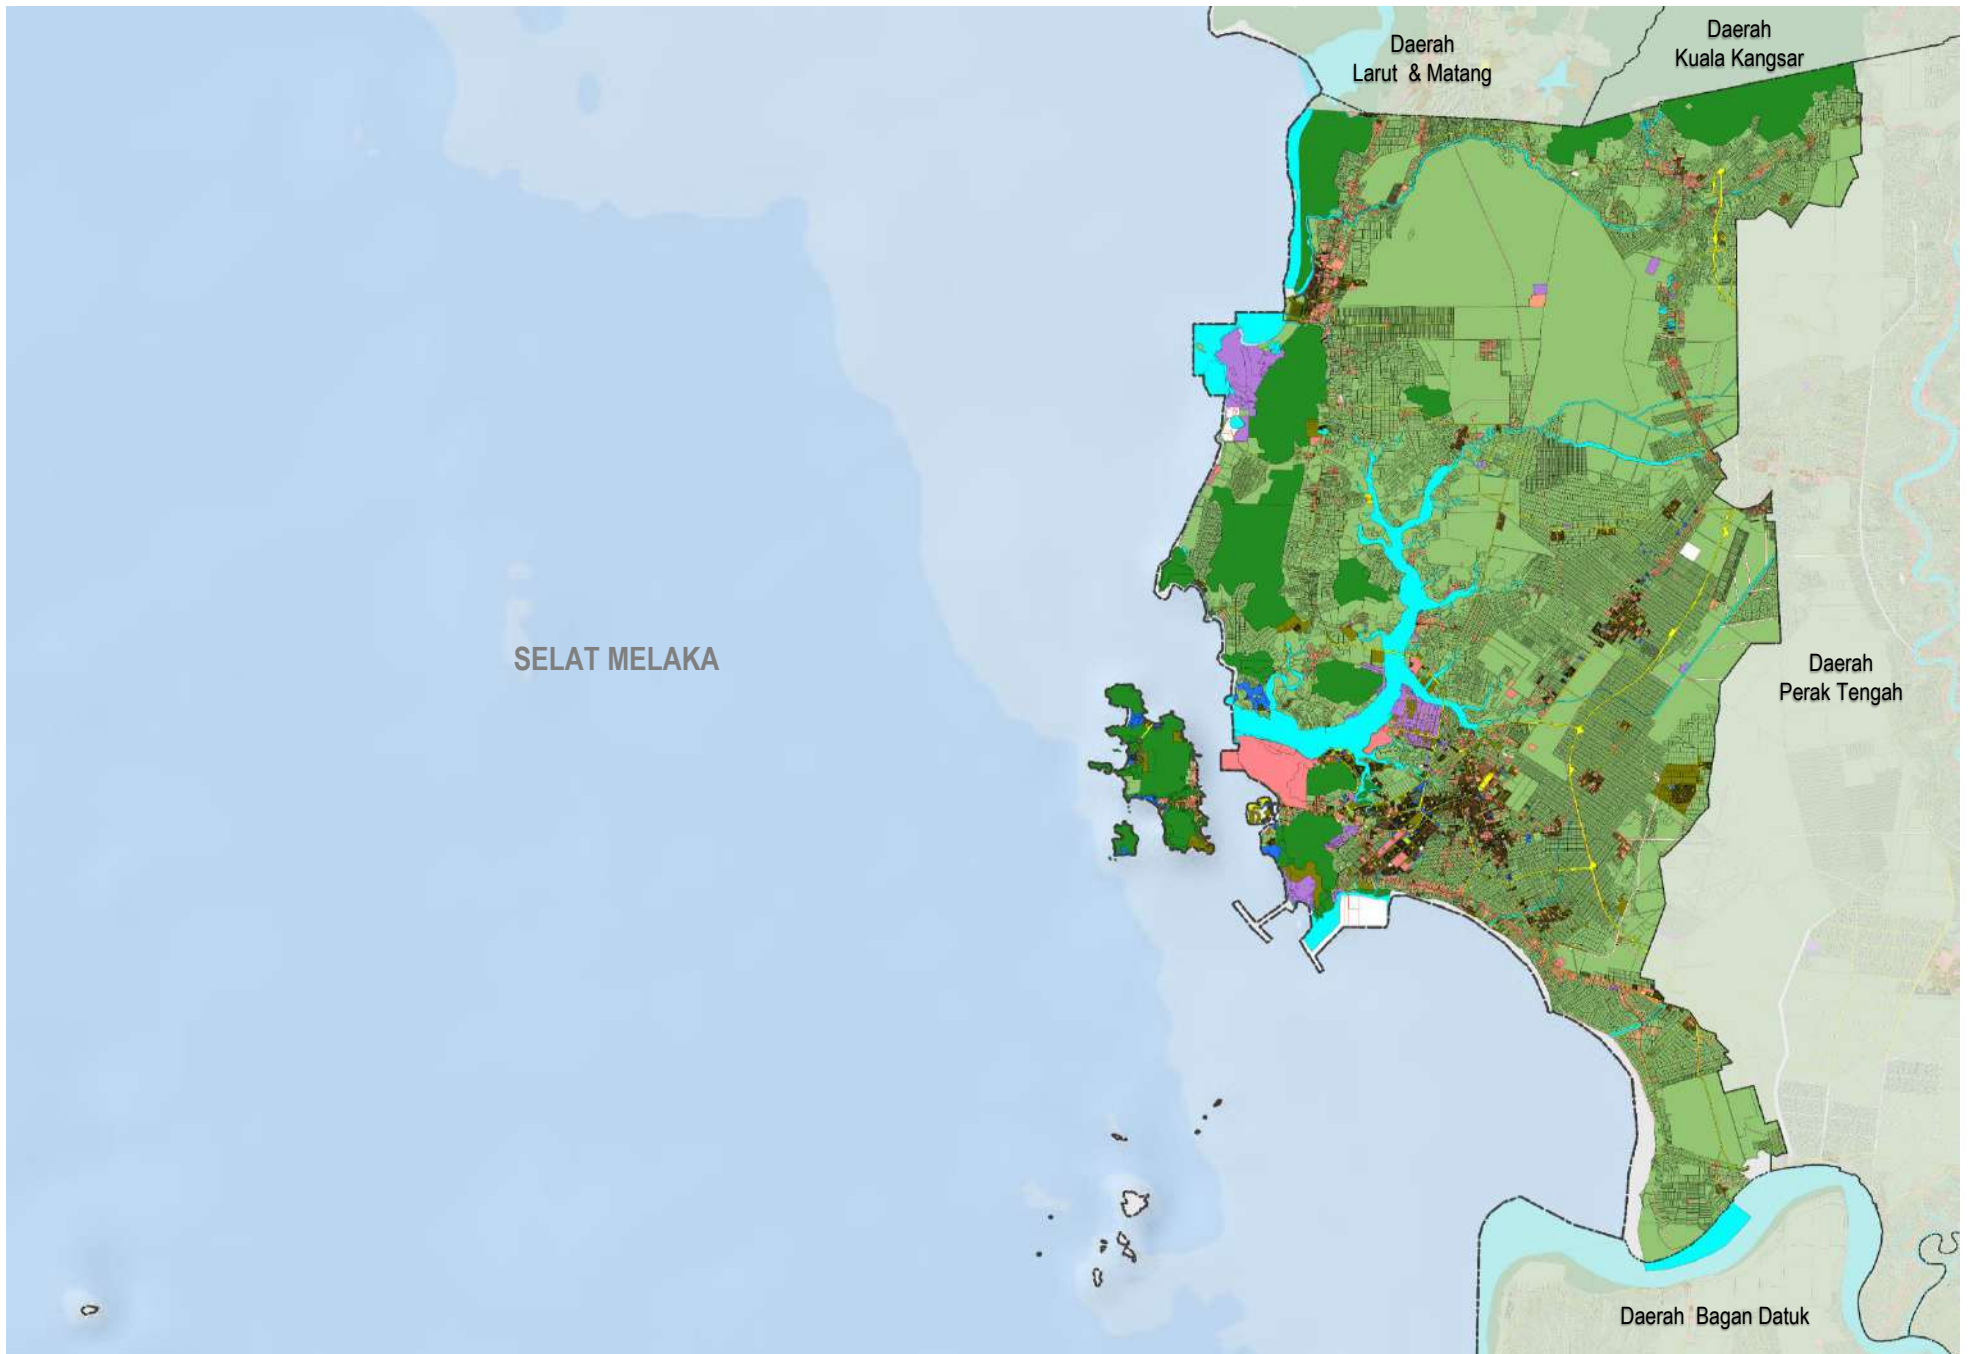 Daerah
Larut & Matang
Daerah
Kuala Kangsar
SELAT MELAKA
Daerah
Perak Tengah
Daerah Bagan Datuk